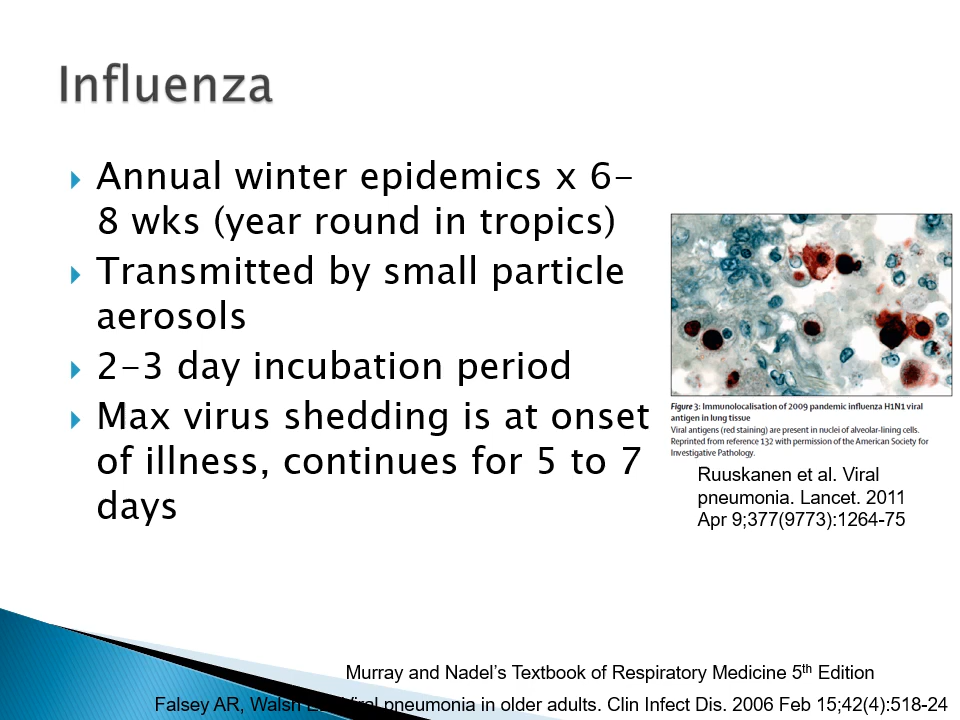 Influenza
Annual winter epidemics x 6-
8 wks (year round in tropics)
Transmitted by small particle
aerosols
2-3 day incubation period
Max virus shedding is at onset
of illness, continues for 5 to 7
days
Figure 3: Immunolocalisation of 2009 pandemic influenza H1N1 viral
antigen in lung tissue
Viral antigens (red staining) are present in nuclei of alveolar-lining cells.
Reprinted from reference 132 with permission of the American Society for
Investigative Pathology.
Ruuskanen et al. Viral
pneumonia. Lancet. 2011
Apr 9;377(9773):1264-75
Murray and Nadel’s Textbook of Respiratory Medicine 5th Edition
Falsey AR, Walsh Viral pneumonia in older adults. Clin Infect Dis. 2006 Feb 15;42(4):518-24